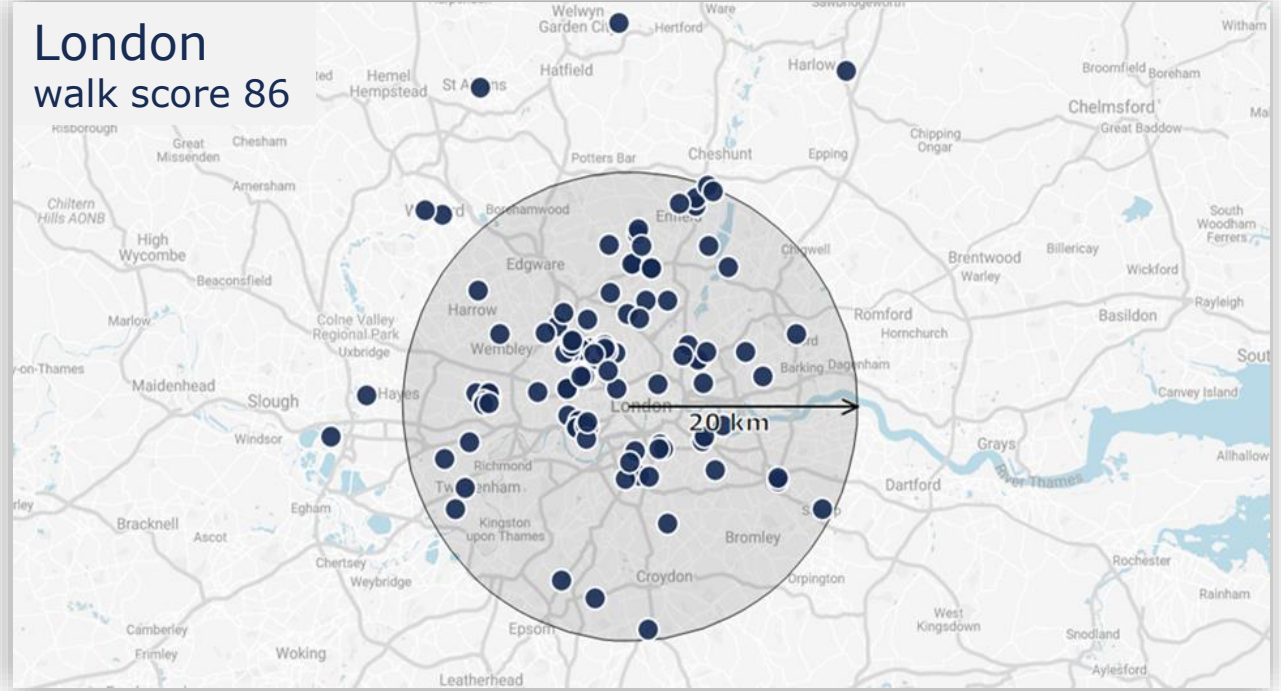 London
walk score 86
Welwyn
Garden City
Hertford
Ware
Witham
Hemel
Hempstead
Hatfield
Harlow
Broomfield
Boreham
Chelmsford
Great Baddow
Risborough
Great
Missenden
Chesham
Potters Bar
Cheshunt
Epping
Chipping
Ongar
Amersham
Chiltern
Hills AONB
Borehamwood
South
Woodham
Ferrers
High
Wycombe
Edgware
Chigwell
Brentwood
Warley
Billericay
Wickford
Beaconsfield
Harrow
Romford
Rayleigh
Marlow
Colne Valley
Regional Park
Hornchurch
Basildon
Uxbridge
Wembley
Barking
Dagenham
-on-Thames
Maidenhead
Slough
Hayes
Canvey Island
London
20 km
Windsor
Grays
Allhallow
Richmond
River Thames
Dartford
Egham
Bracknell
Ascot
Kingston
upon Thames
Bromley
Chertsey
Weybridge
Croydon
Orpington
Rochester
Rainham
West
Kingsdown
Camberley
Frimley
Woking
Epsom
Snodland
Aylesford
Leatherhead